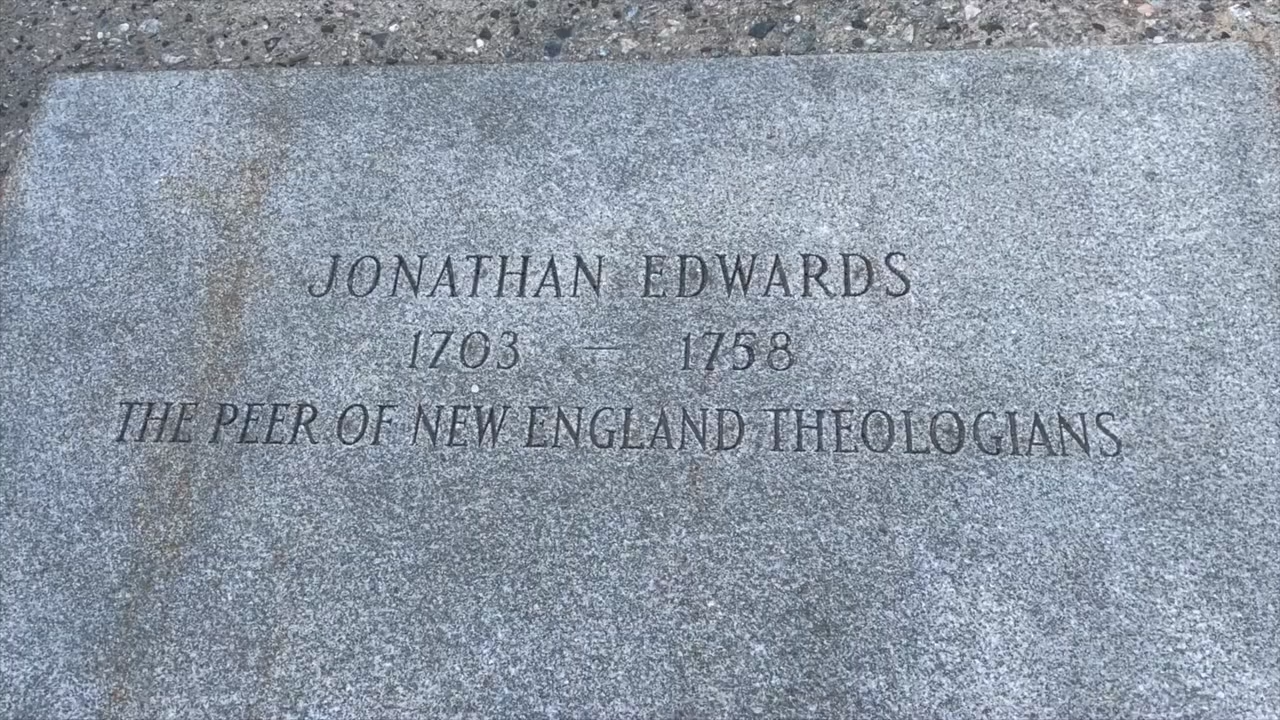 JONATHAN EDWARDS
1703 — 1758
THE PEER OF NEW ENGLAND THEOLOGIANS